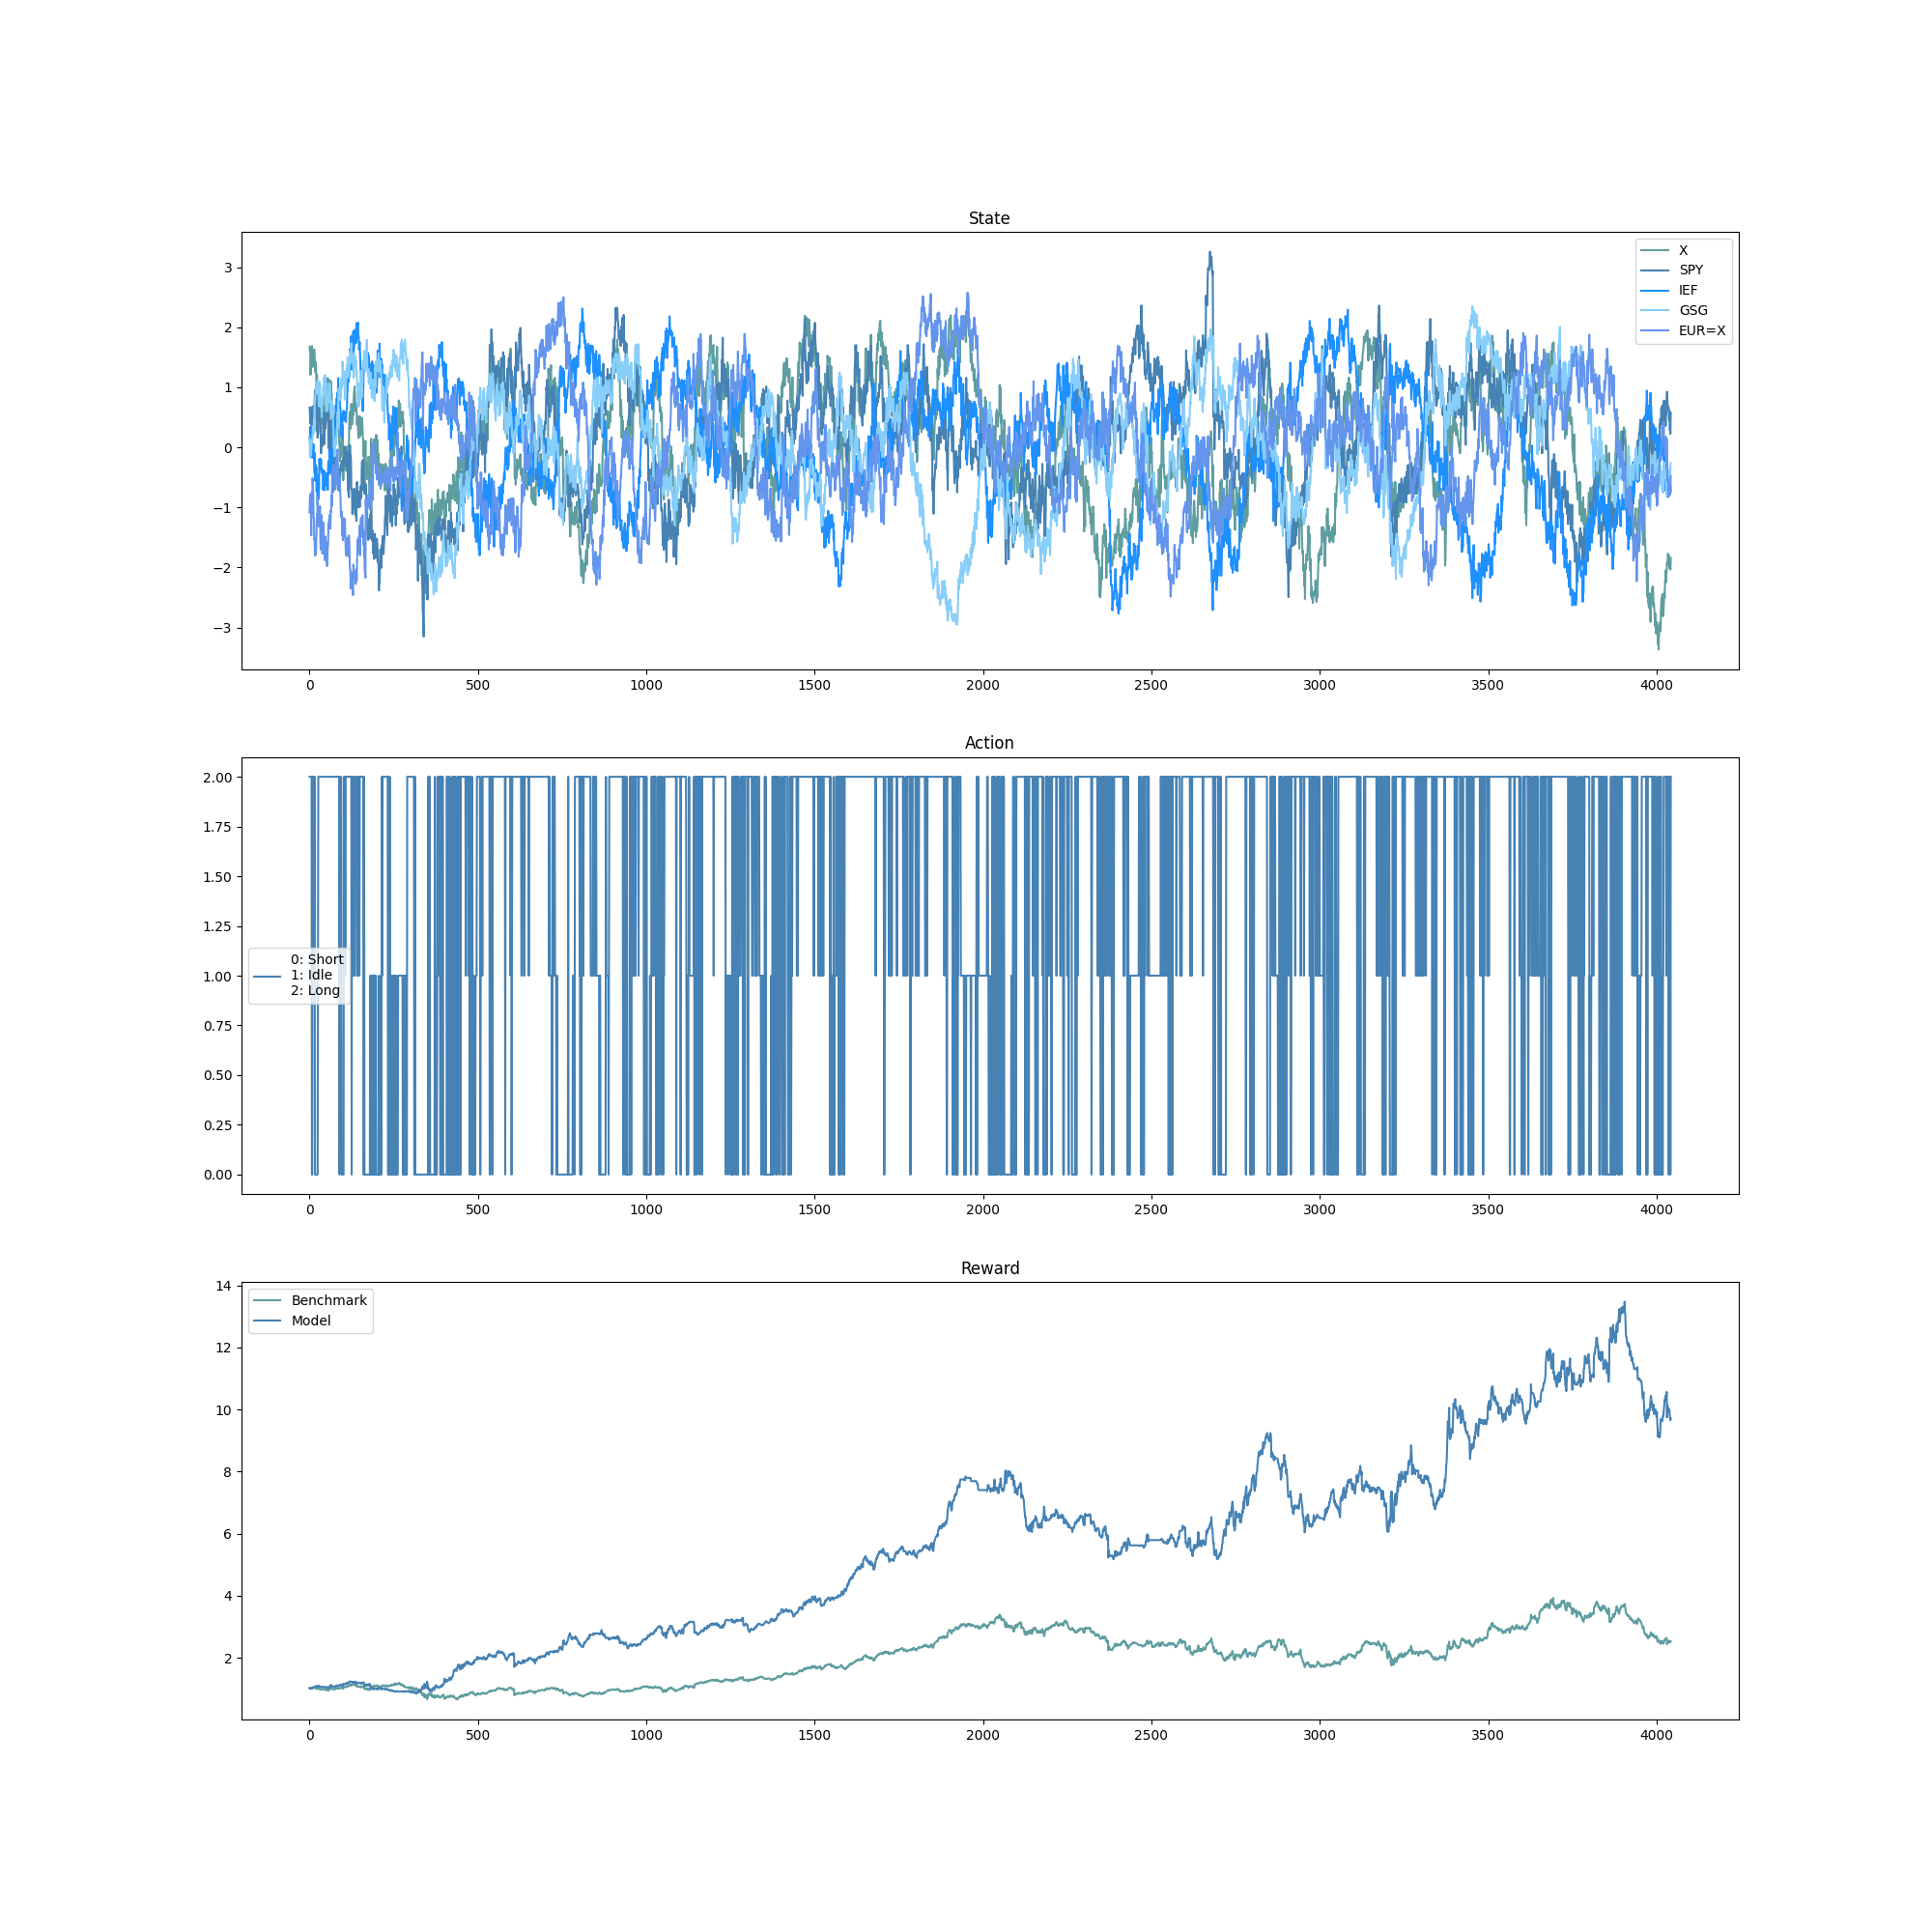 State
3
2
1
0
−1
−2
−3
X
SPY
IEF
GSG
EUR=X
0 500 1000 1500 2000 2500 3000 3500 4000
Action
2.00
1.75
1.50
1.25
1.00
0.75
0.50
0.25
0.00
0: Short
1: Idle
2: Long
0 500 1000 1500 2000 2500 3000 3500 4000
Reward
14
12
10
8
6
4
2
Benchmark
Model
0 500 1000 1500 2000 2500 3000 3500 4000